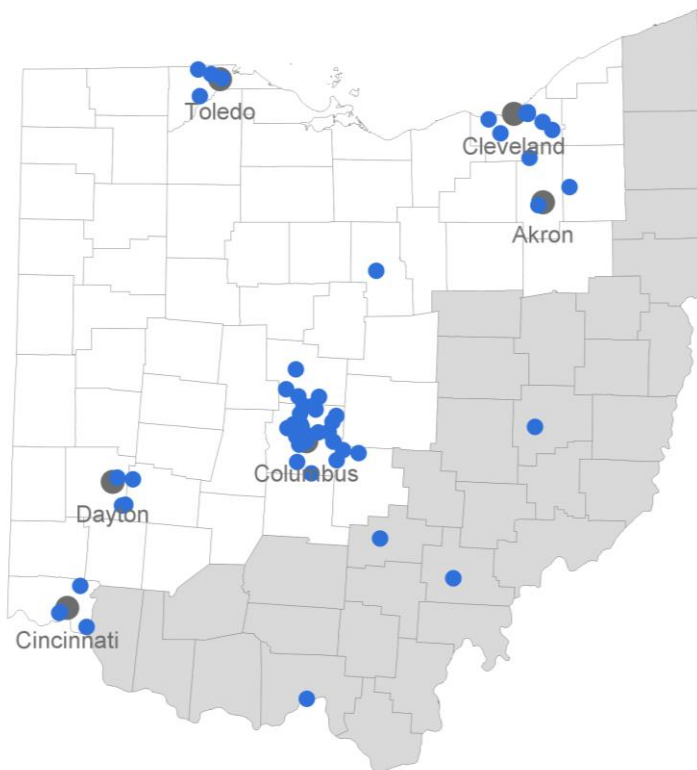 Toledo
Cleveland
Akron
Columbus
Dayton
Cincinnati